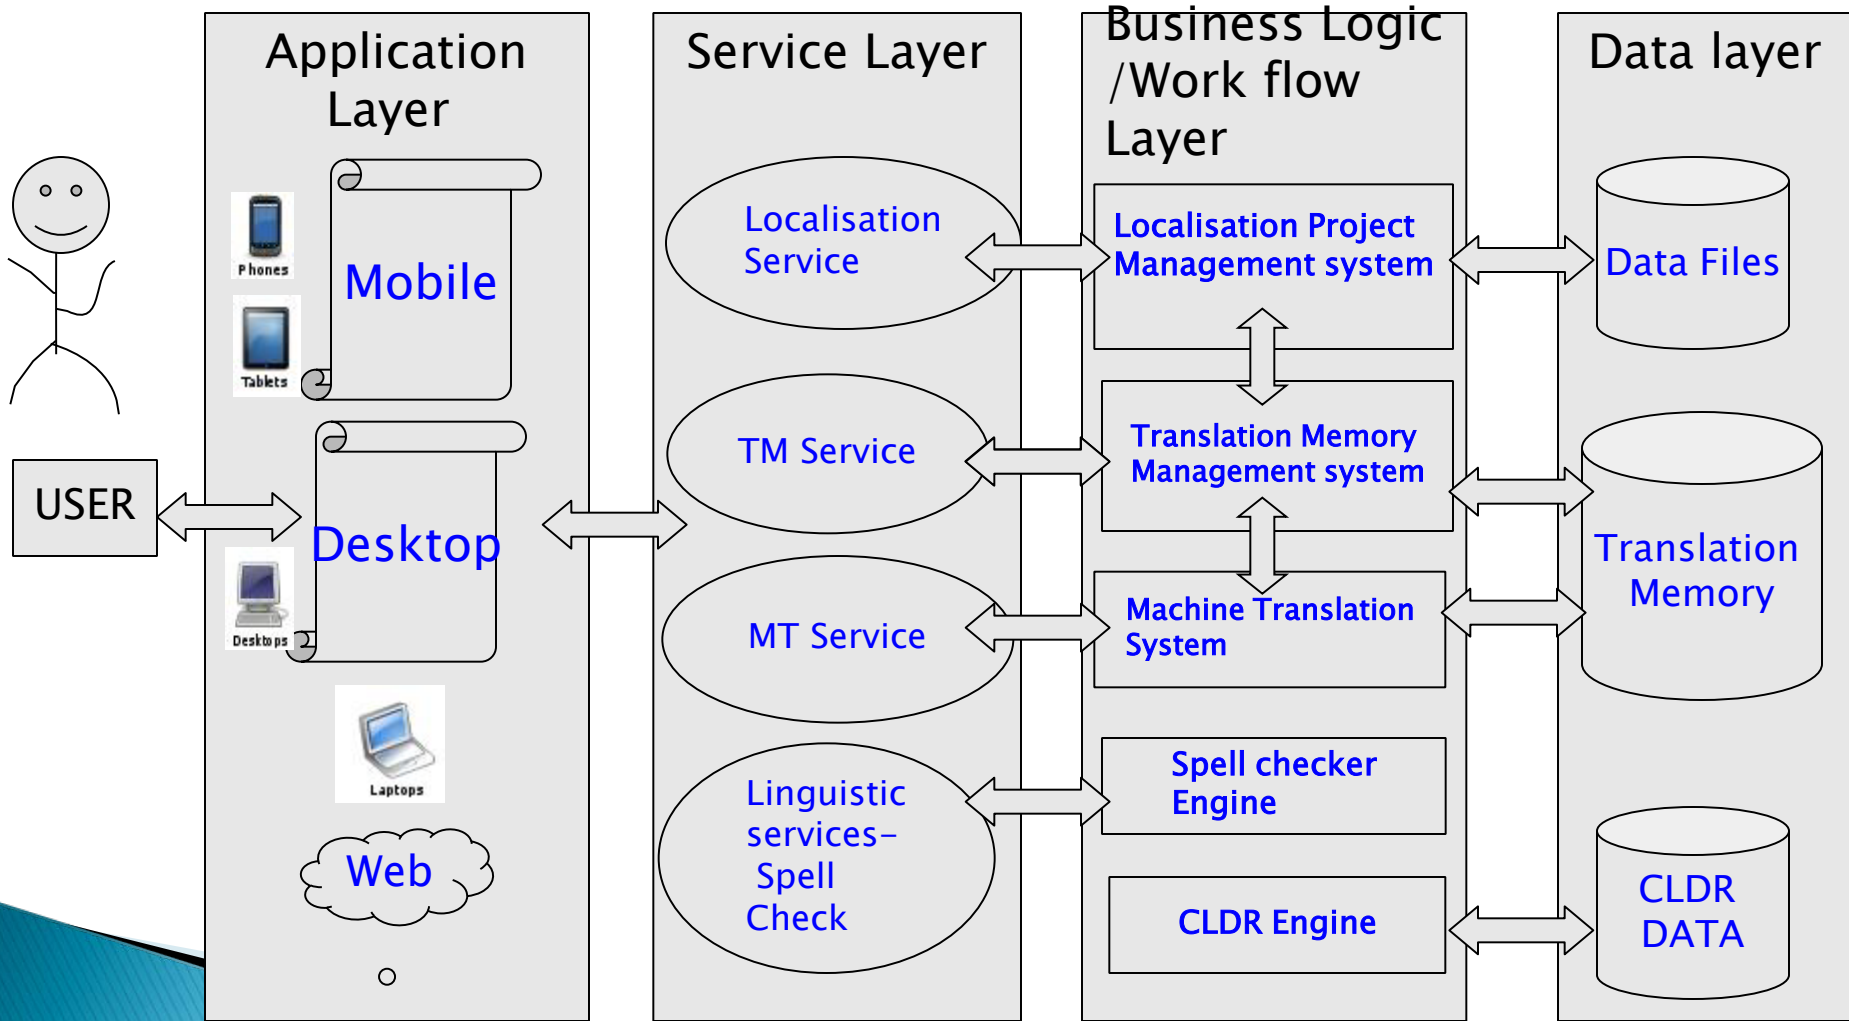 Application
Layer
Phones
Mobile
Tablets
USER
Desktop
Desktops
Laptops
Web
Service Layer
Localisation
Service
TM Service
MT Service
Linguistic
services-
Spell
Check
Business Logic
/Work flow
Layer
Localisation Project
Management system
Translation Memory
Management system
Machine Translation
System
Spell checker
Engine
CLDR Engine
Data layer
Data Files
Translation
Memory
CLDR
DATA